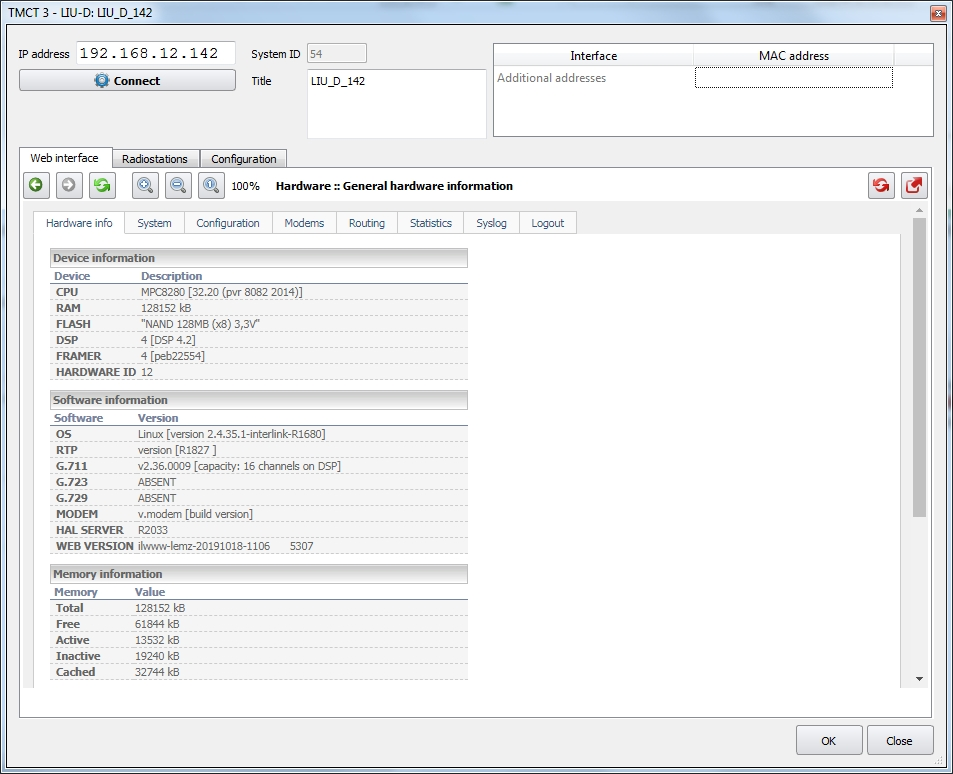 TMCT 3 - LIU-D: LIU_D_142
IP address 192.168.12.142 System ID 54
Connect
Title LIU_D_142
Interface MAC address
Additional addresses
Web interface Radiostations Configuration
100% Hardware :: General hardware information
Hardware info System Configuration Modems Routing Statistics Syslog Logout
Device information
Device Description
CPU MPC8280 [32.20 (pvr 8082 2014)]
RAM 128152 kB
FLASH "NAND 128MB (x8) 3,3V"
DSP 4 [DSP 4.2]
FRAMER 4 [peb22554]
HARDWARE ID 12
Software information
Software Version
OS Linux [version 2.4.35.1-interlink-R1680]
RTP version [R1827 ]
G.711 v2.36.0009 [capacity: 16 channels on DSP]
G.723 ABSENT
G.729 ABSENT
MODEM v.modem [build version]
HAL SERVER R2033
WEB VERSION ilwww-lemz-20191018-1106 5307
Memory information
Memory Value
Total 128152 kB
Free 61844 kB
Active 13532 kB
Inactive 19240 kB
Cached 32744 kB
OK Close